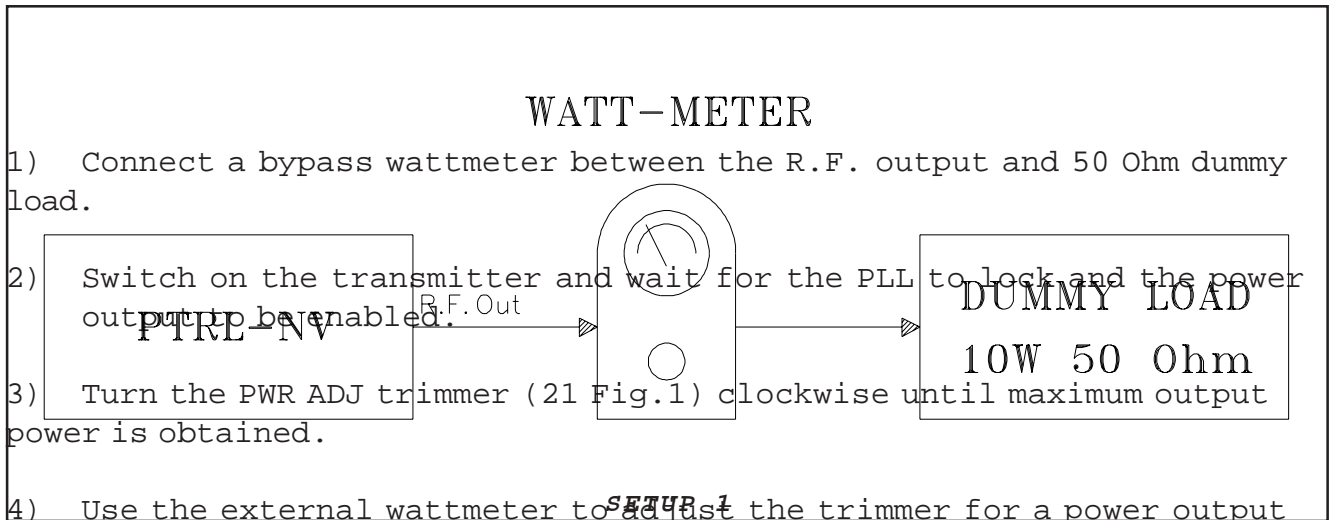 WATT-METER
1) Connect a bypass wattmeter between the R.F. output and 50 Ohm dummy
load.
2) Switch on the transmitter and wait for the PLL to lock and the power
output to be enabled.
R.F. Out
PTRL-NV
DUMMY LOAD
10W 50 Ohm
3) Turn the PWR ADJ trimmer (21 Fig.1) clockwise until maximum output
power is obtained.
SETUP 1
4) Use the external wattmeter to adjust the trimmer for a power output